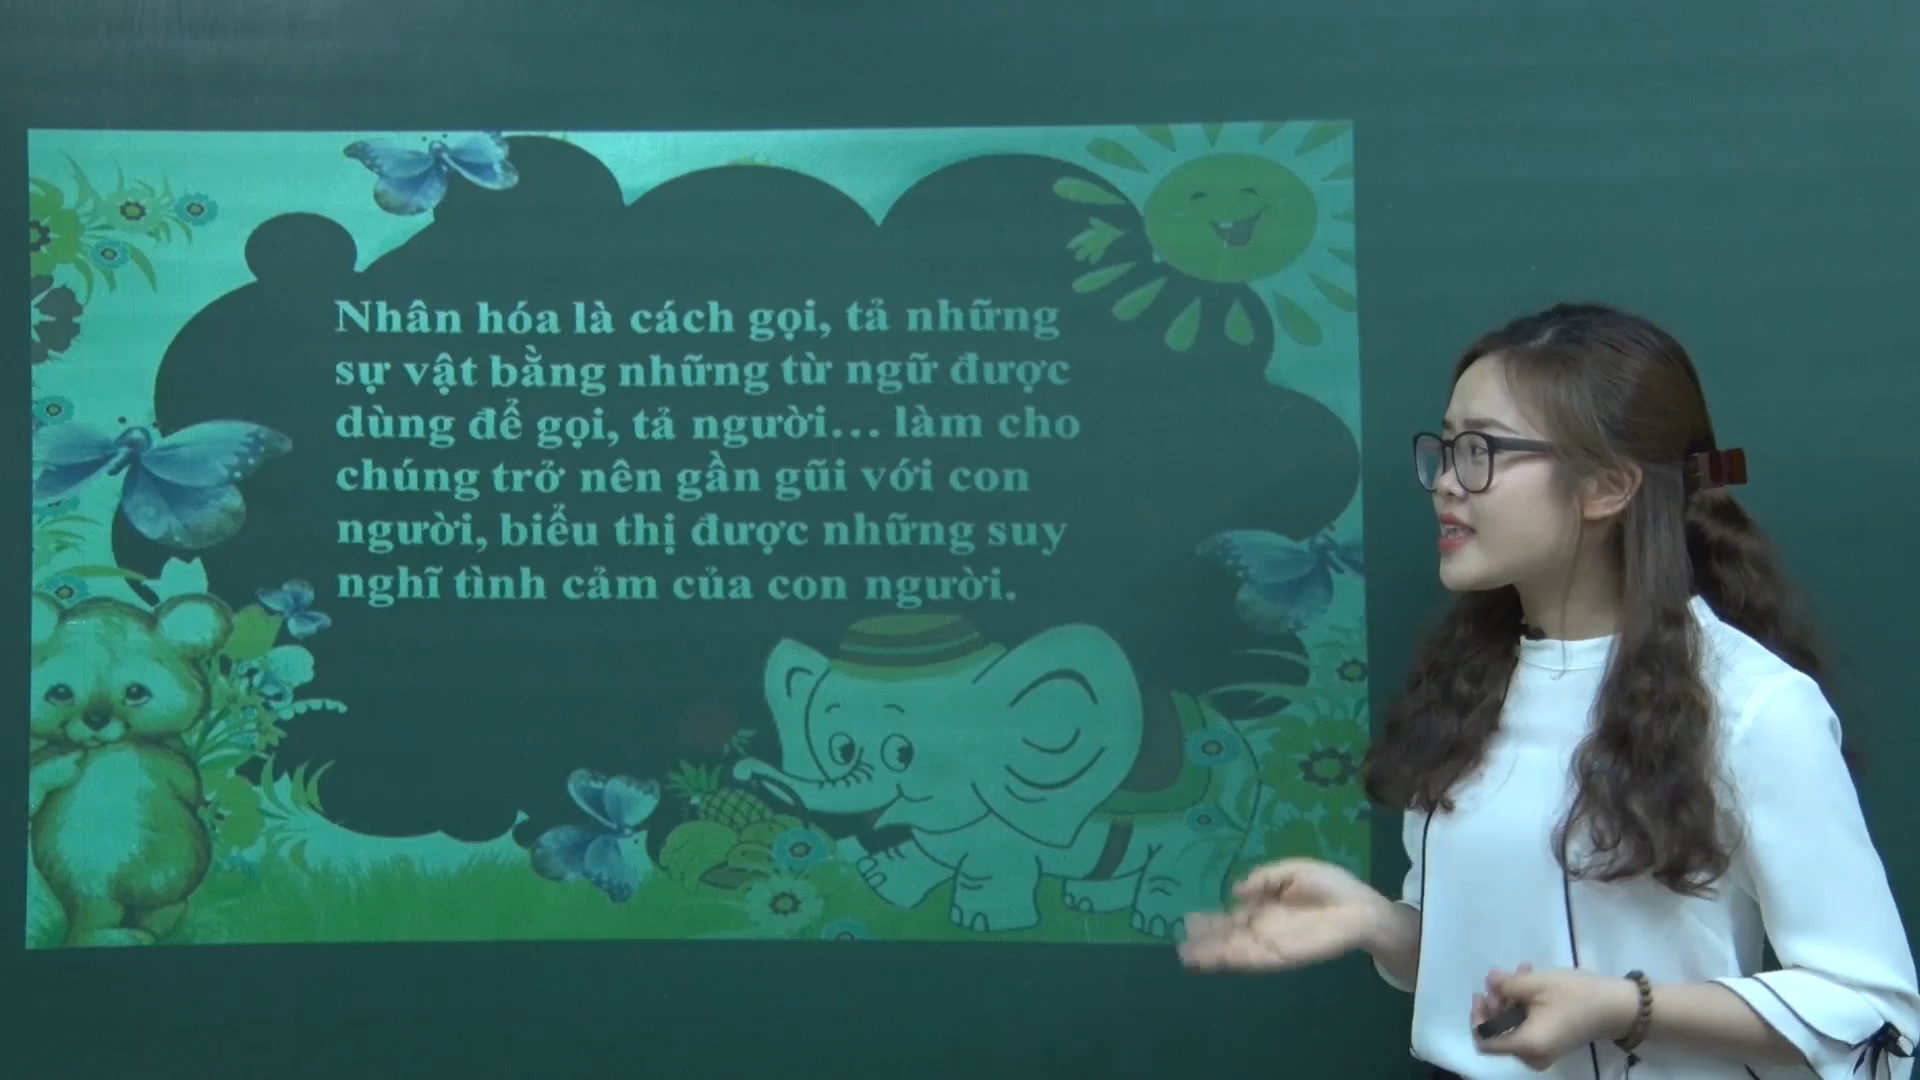 Nhân hóa là cách gọi, tả những
sự vật bằng những từ ngữ được
dùng để gọi, tả người... làm cho
chúng trở nên gần gũi với con
người, biểu thị được những suy
nghĩ tình cảm của con người.